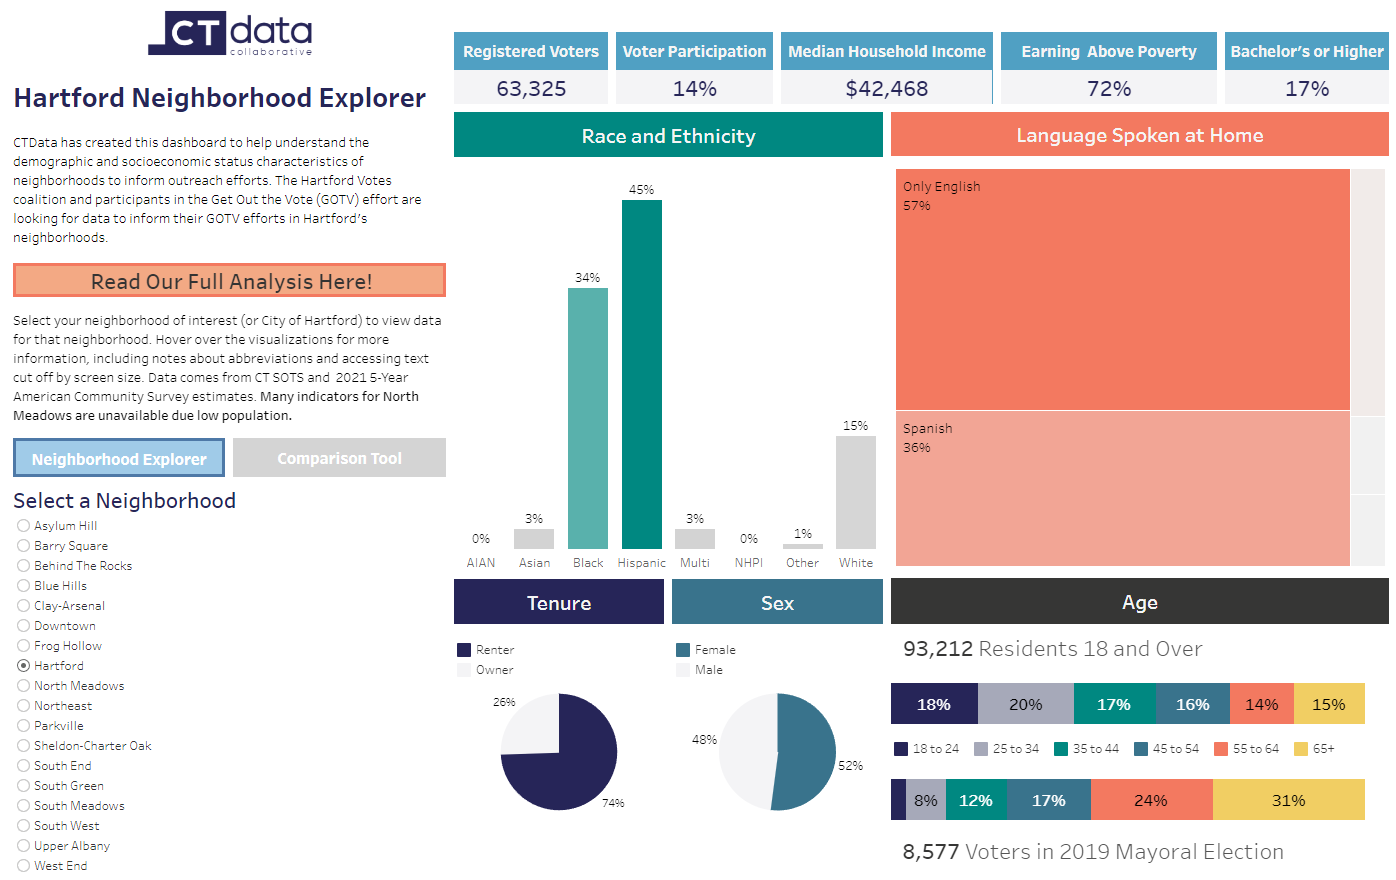 CTdata
collaborative
Hartford Neighborhood Explorer
CTData has created this dashboard to help understand the
demographic and socioeconomic status characteristics of
neighborhoods to inform outreach efforts. The Hartford Votes
coalition and participants in the Get Out the Vote (GOTV) effort are
looking for data to inform their GOTV efforts in Hartford's
neighborhoods.
Read Our Full Analysis Here!
Select your neighborhood of interest (or City of Hartford) to view data
for that neighborhood. Hover over the visualizations for more
information, including notes about abbreviations and accessing text
cut off by screen size. Data comes from CT SOTS and 2021 5-Year
American Community Survey estimates. Many indicators for North
Meadows are unavailable due low population.
Neighborhood Explorer
Comparison Tool
Select a Neighborhood
Asylum Hill
Barry Square
Behind The Rocks
Blue Hills
Clay-Arsenal
Downtown
Frog Hollow
Hartford
North Meadows
Northeast
Parkville
Sheldon-Charter Oak
South End
South Green
South Meadows
South West
Upper Albany
West End
Registered Voters
63,325
Voter Participation
14%
Median Household Income
$42,468
Earning Above Poverty
72%
Bachelor's or Higher
17%
Race and Ethnicity
0%
3%
34%
45%
3%
0%
1%
15%
AIAN
Asian
Black
Hispanic
Multi
NHPI
Other
White
Language Spoken at Home
Only English
57%
Spanish
36%
Tenure
Renter
Owner
26%
74%
Sex
Female
Male
48%
52%
Age
93,212 Residents 18 and Over
18%
20%
17%
16%
14%
15%
18 to 24
25 to 34
35 to 44
45 to 54
55 to 64
65+
8%
12%
17%
24%
31%
8,577 Voters in 2019 Mayoral Election